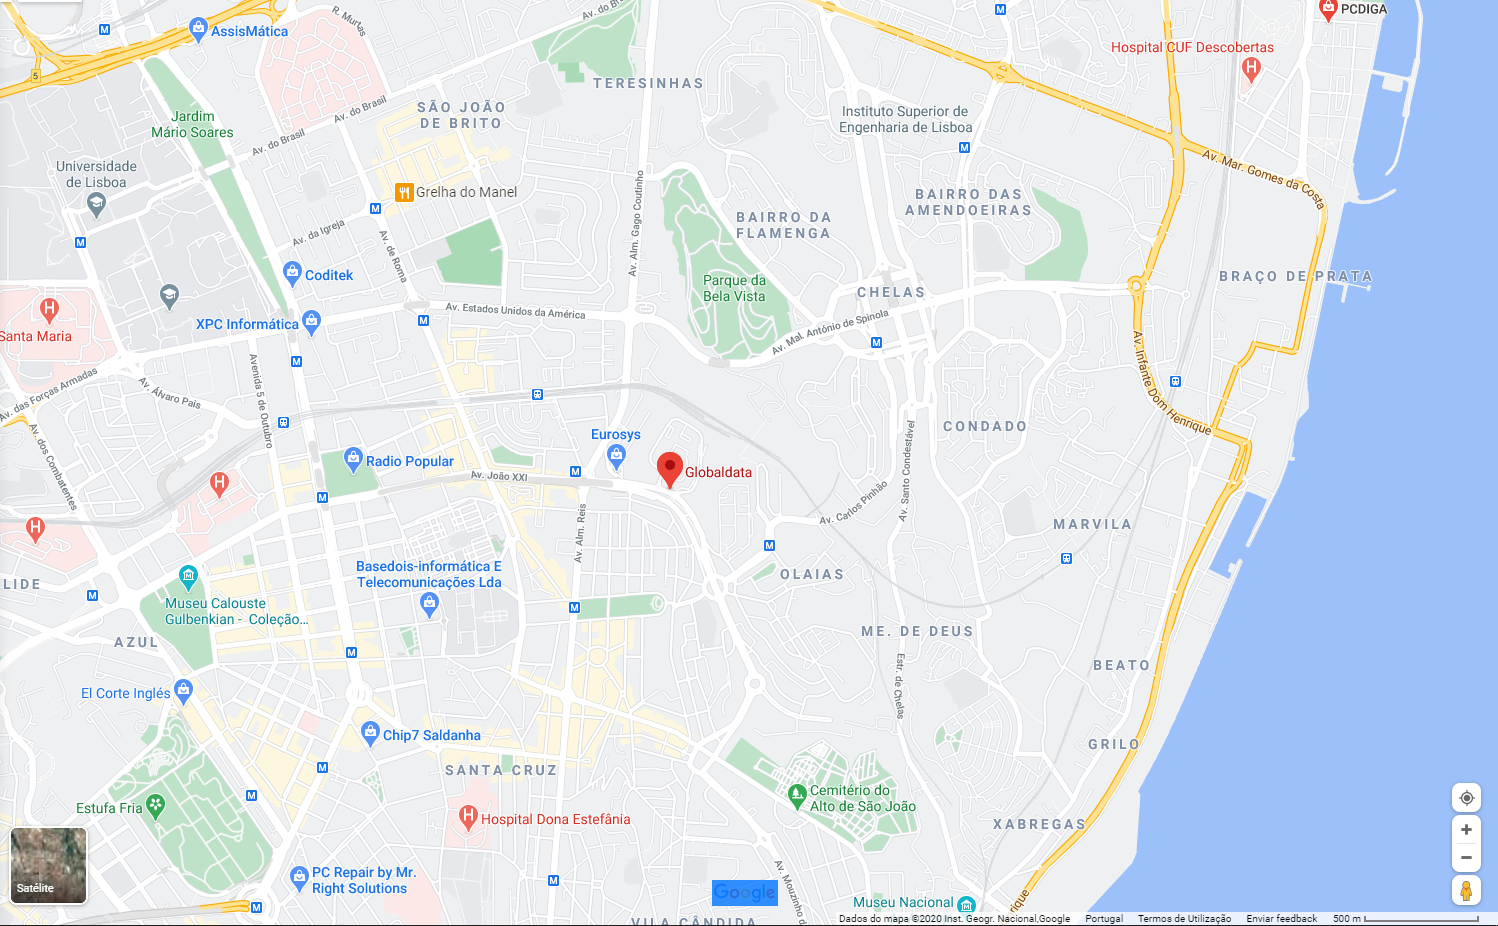 PCDIGA
R. Murtas
Av. do Br
AssisMática
Hospital CUF Descobertas
5
TERESINHAS
SÃO JOÃO
DE BRITO
Av. do Brasil
Instituto Superior de
Engenharia de Lisboa
Jardim
Mário Soares
Av. do Brasil
Av. Mar. Gomes da Costa
Universidade
de Lisboa
Grelha do Manel
Av. Alm. Gago Coutinho
BAIRRO DAS
AMENDOEIRAS
BAIRRO DA
FLAMENGA
Av. da Igreja
Av. de Roma
Coditek
Parque da
Bela Vista
CHELAS
BRAÇO DE PRATA
XPC Informática
Av. Estados Unidos da América
Av. Mal. António de Spinola
Santa Maria
Avenida 5 de Outubro
Av. Infante Dom Henrique
Av. das Forças Armadas
Av. Álvaro Pais
Av. dos Combatentes
Eurosys
CONDADO
Radio Popular
Av. João XXI
Globaldata
Av. Santo Condestável
Av. Carlos Pinhão
Av. Alm. Reis
MARVILA
Basedois-informática E
Telecomunicações Lda
OLAIAS
LIDE
Museu Calouste
Gulbenkian - Coleção…
AZUL
ME. DE DEUS
Estr. de Chelas
BEATO
El Corte Inglés
Chip7 Saldanha
GRILO
SANTA CRUZ
Estufa Fria
Cemitério do
Alto de São João
Hospital Dona Estefânia
XABREGAS
PC Repair by Mr.
Right Solutions
Satélite
Av. Mouzinho d
Google
Museu Nacional
rique
VILA CÂNDIDA
Dados do mapa ©2020 Inst. Geogr. Nacional,Google Portugal Termos de Utilização Enviar feedback 500 m